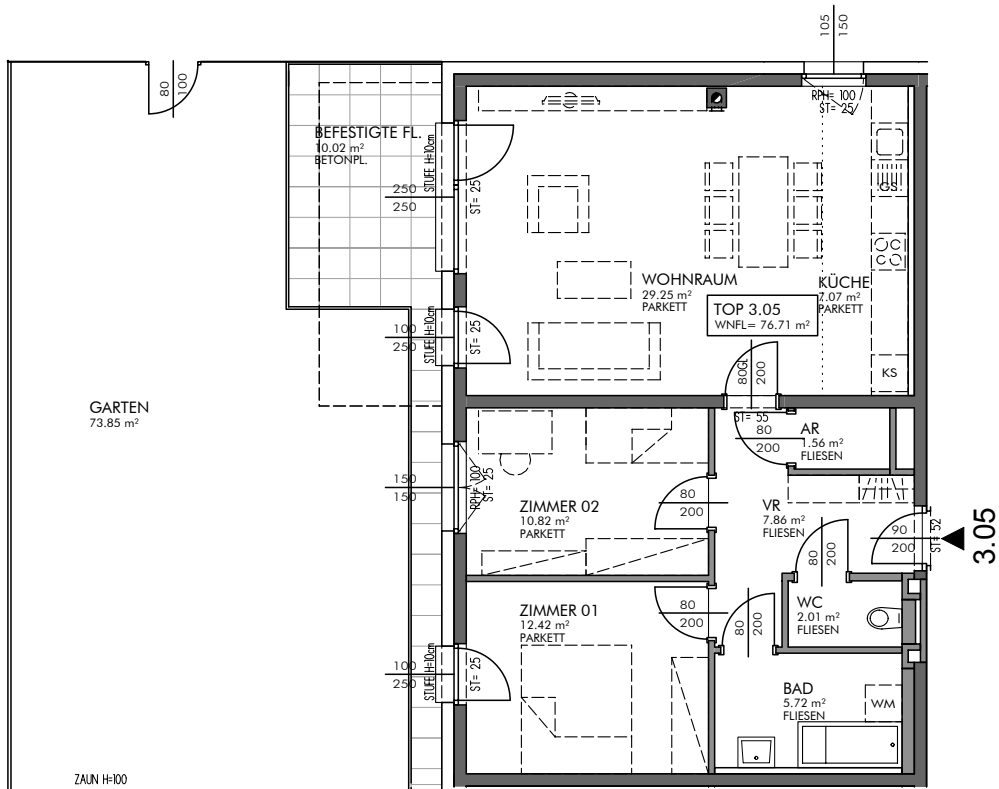 105
150
80
100
RPH= 100
ST= 25
BEFESTIGTE FL.
10.02 m²
BETONPL.
STUFE H=10cm
250
250
ST= 25
GS
WOHNRAUM
29.25 m²
PARKETT
KÜCHE
7.07 m²
PARKETT
TOP 3.05
WNFL= 76.71 m²
100
250
STUFE H=10cm
ST= 25
80GL
200
KS
GARTEN
73.85 m²
ST= 55
80
200
AR
1.56 m²
FLIESEN
150
150
RPH= 100
ST= 25
ZIMMER 02
10.82 m²
PARKETT
80
200
VR
7.86 m²
FLIESEN
90
200
ST= 52
3.05
80
200
ZIMMER 01
12.42 m²
PARKETT
80
200
80
200
WC
2.01 m²
FLIESEN
100
250
STUFE H=10cm
ST= 25
BAD
5.72 m²
FLIESEN
WM
ZAUN H=100